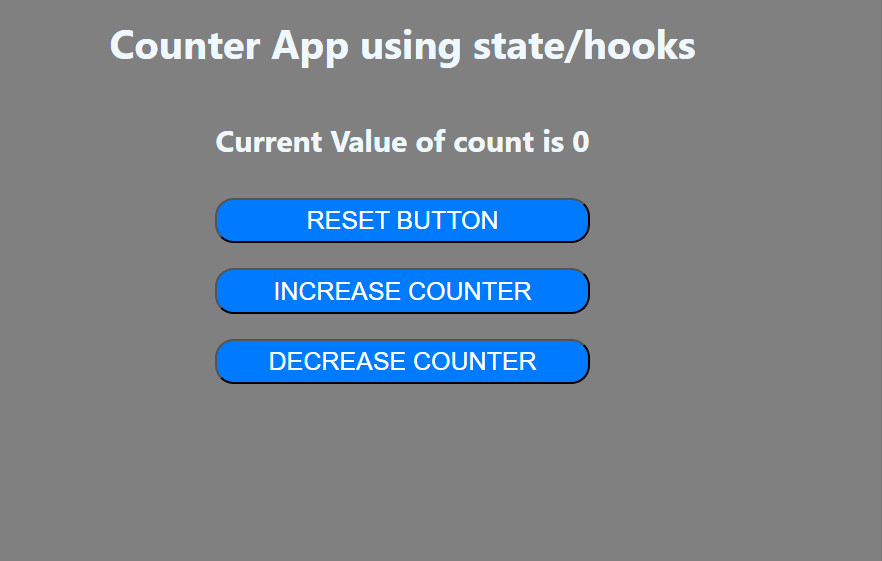 Counter App using state/hooks
Current Value of count is 0
RESET BUTTON
INCREASE COUNTER
DECREASE COUNTER